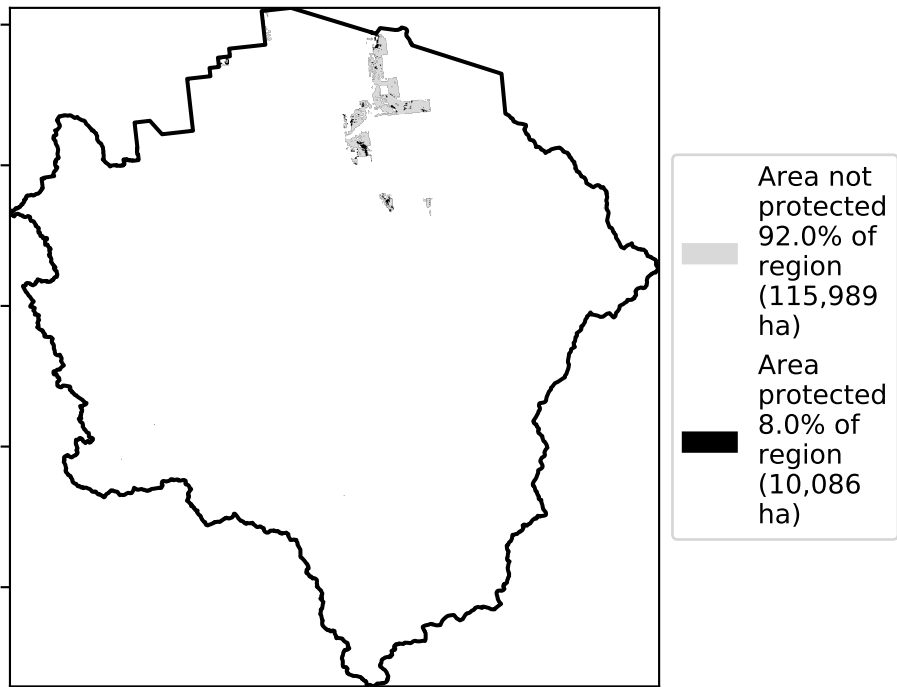 Area not
protected
92.0% of
region
(115,989
ha)
Area
protected
8.0% of
region
(10,086
ha)